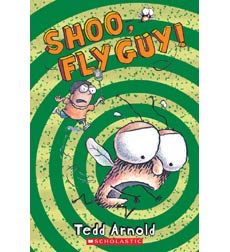 SHOO,
FLY GUY!
Tedd Arnold
SCHOLASTIC